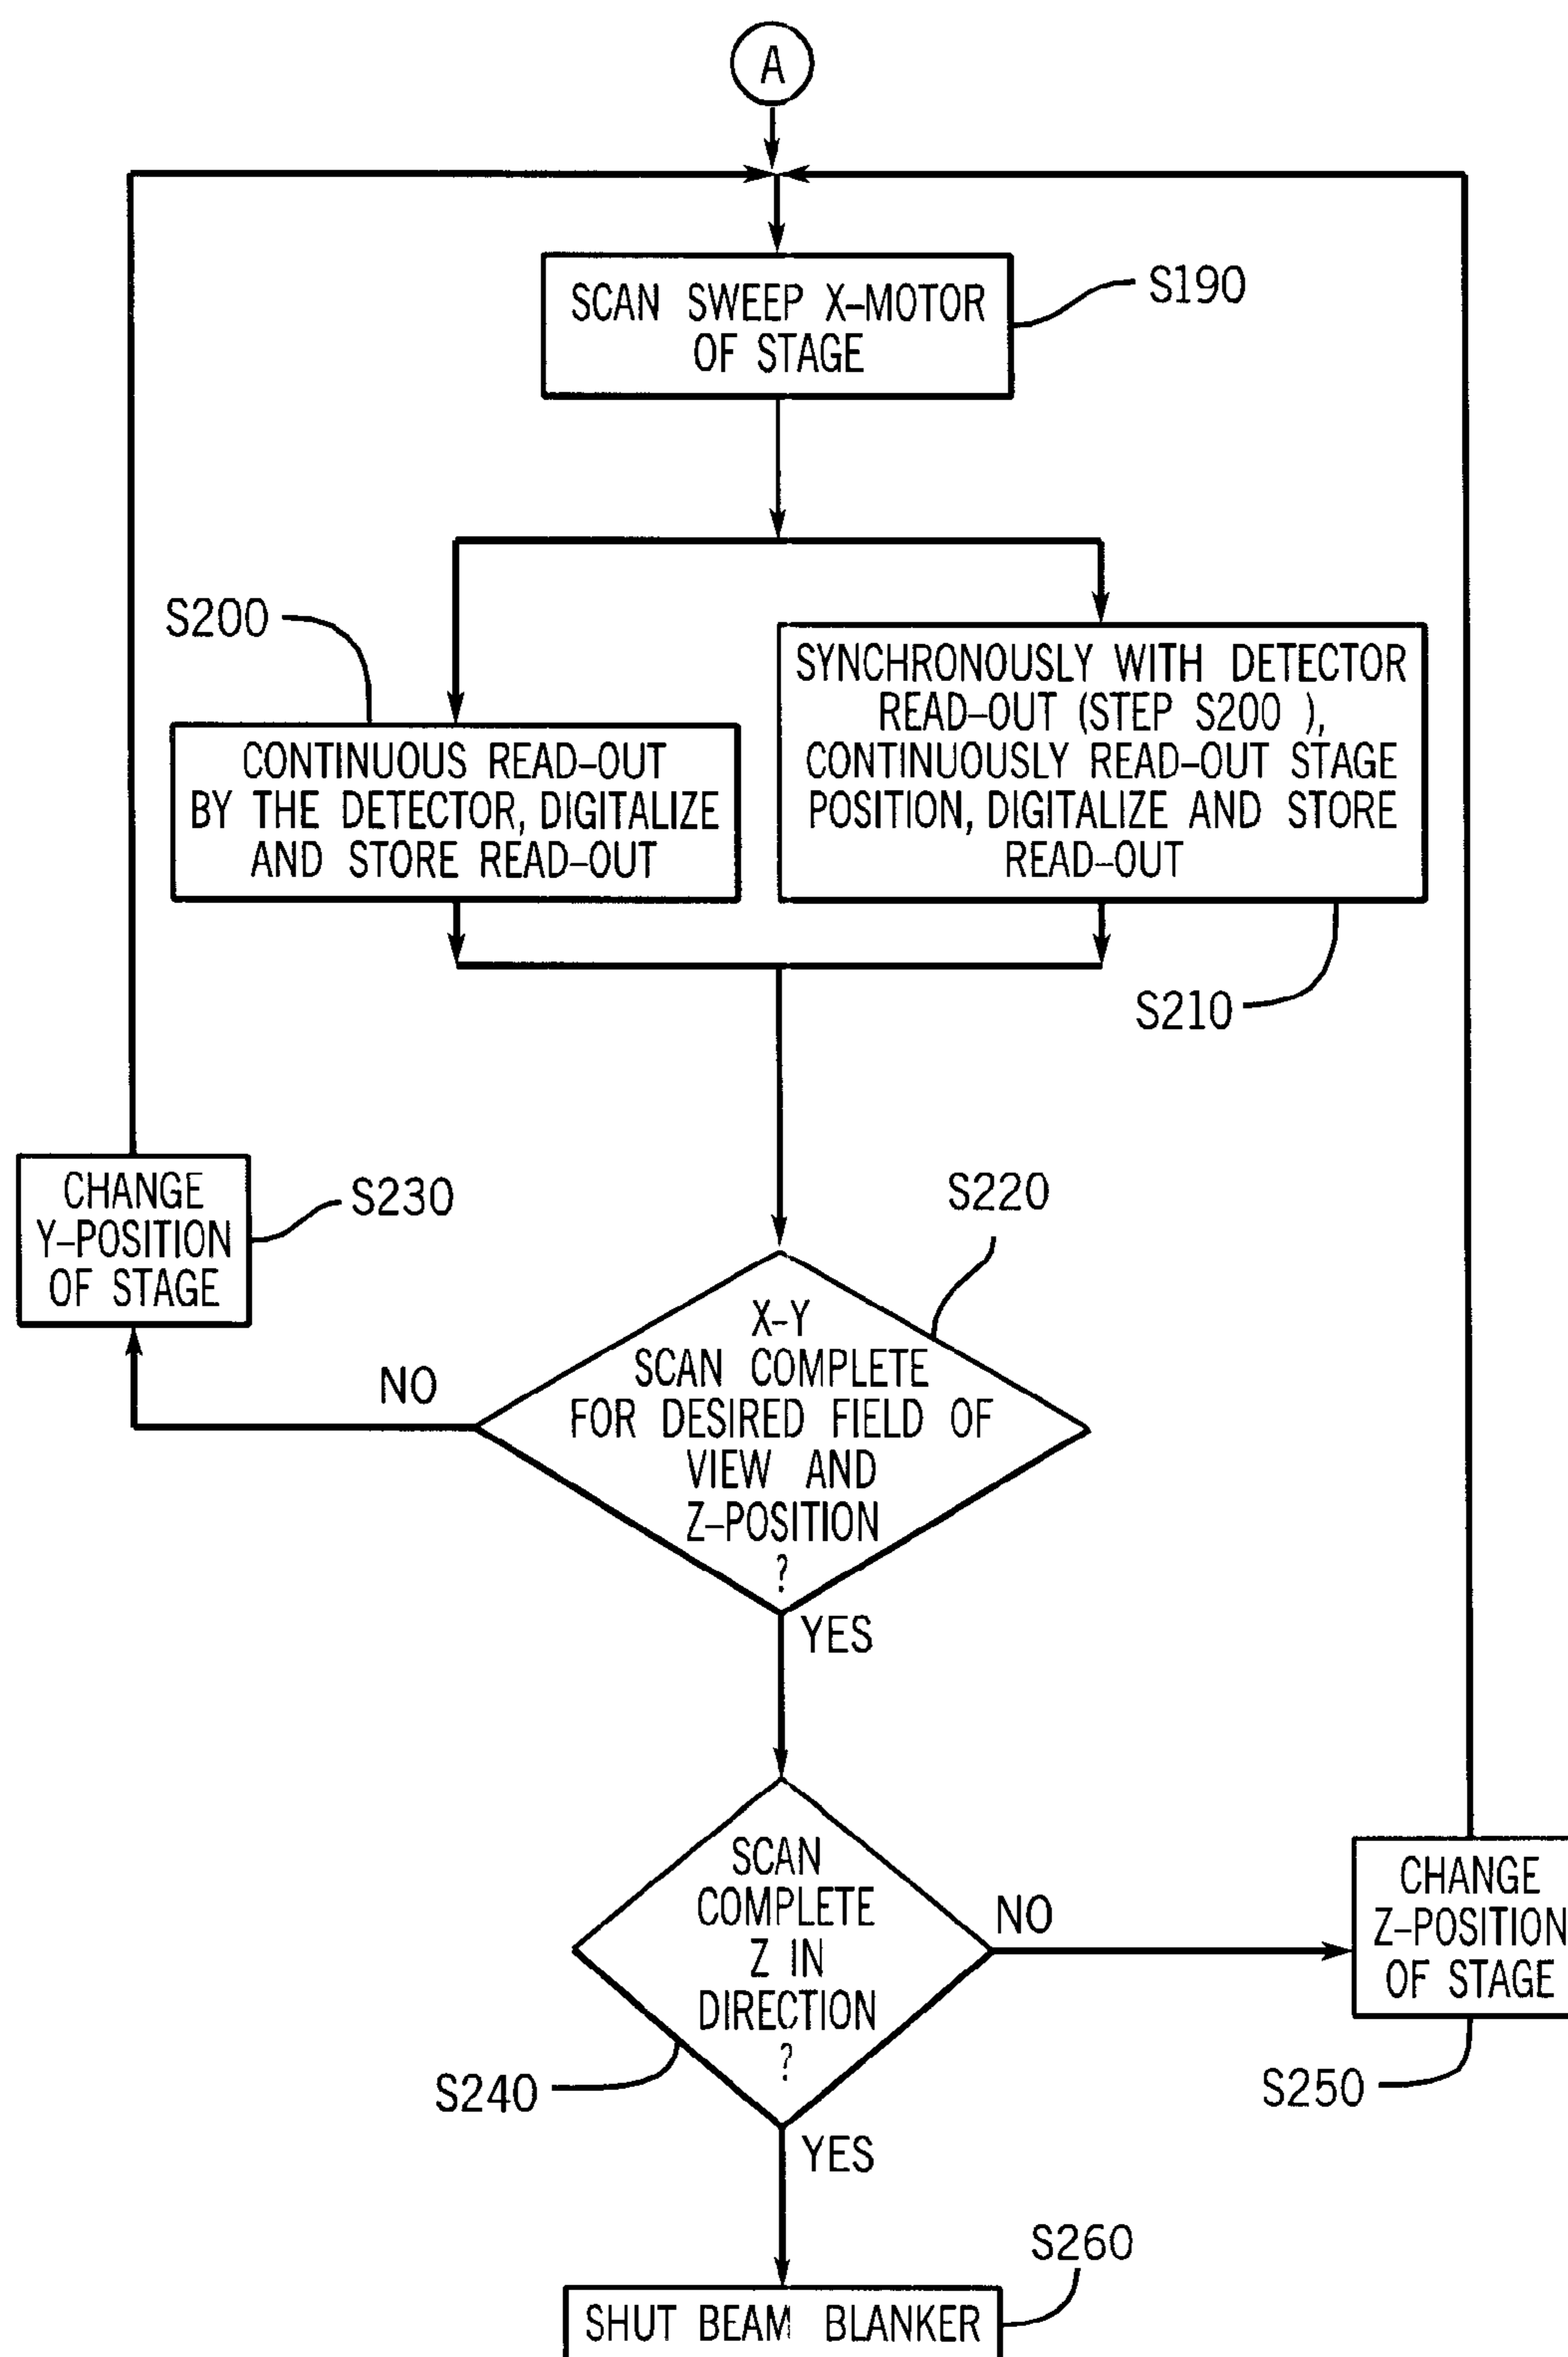 A
SCAN SWEEP X-MOTOR
OF STAGE
S190
S200
CONTINUOUS READ-OUT
BY THE DETECTOR, DIGITALIZE
AND STORE READ-OUT
SYNCHRONOUSLY WITH DETECTOR
READ-OUT (STEP S200 ),
CONTINUOUSLY READ-OUT STAGE
POSITION, DIGITALIZE AND STORE
READ-OUT
S210
CHANGE
Y-POSITION
OF STAGE
S230
S220
X-Y
SCAN COMPLETE
FOR DESIRED FIELD OF
VIEW AND
Z-POSITION
?
NO
YES
SCAN
COMPLETE
Z IN
DIRECTION
?
NO
CHANGE
Z-POSITION
OF STAGE
S240
S250
YES
S260
SHUT BEAM BLANKER